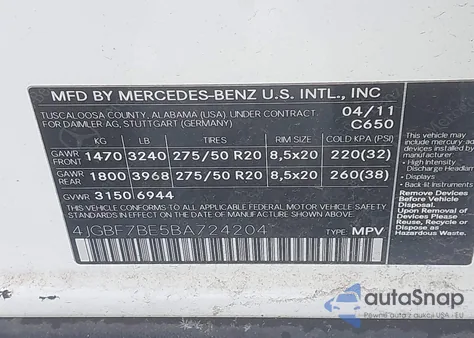 MFD BY MERCEDES-BENZ U.S. INTL., INC
TUSCALOOSA COUNTY, ALABAMA (USA) UNDER CONTRACT. 04/11
FOR DAIMLER AG, STUTTGART (GERMANY) C650
KG LB TIRES RIM SIZE COLD KPA (PSI)
GAWR FRONT 1470 3240 275/50 R20 8,5x20 220(32)
GAWR REAR 1800 3968 275/50 R20 8,5x20 260(38)
GVWR 3150 6944
THIS VEHICLE CONFORMS TO ALL APPLICABLE FEDERAL MOTOR VEHICLE
SAFETY STANDARDS IN EFFECT ON THE DATE OF MANUFACTURE SHOWN ABOVE.
4JGBF7BE5BA724204 TYPE: MPV
This vehicle may
include mercury ad
- High Intensity
Discharge Headlam
- Displays
- Back-lit Instruments
Remove Devices
Before Vehicle
Disposal.
Upon Removal of
Devices Please
Reuse, Recycle
or Dispose as
Hazardous Waste.
autoSnap
Powné auto z USA - EU